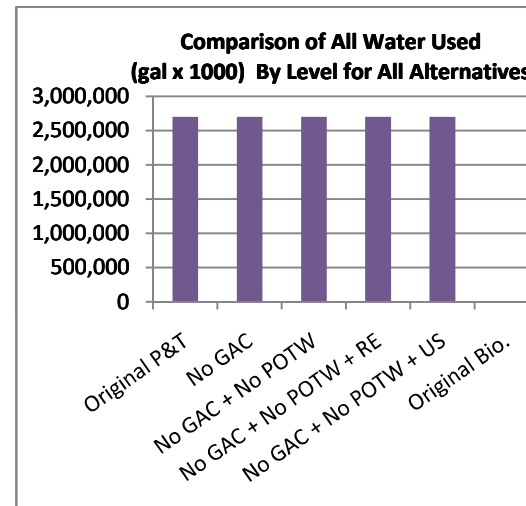 Comparison of All Water Used
(gal x 1000) By Level for All Alternatives
3,000,000
2,500,000
2,000,000
1,500,000
1,000,000
500,000
0
Original P&T
No GAC
No GAC + No POTW
No GAC + No POTW + RE
No GAC + No POTW + US
Original Bio.